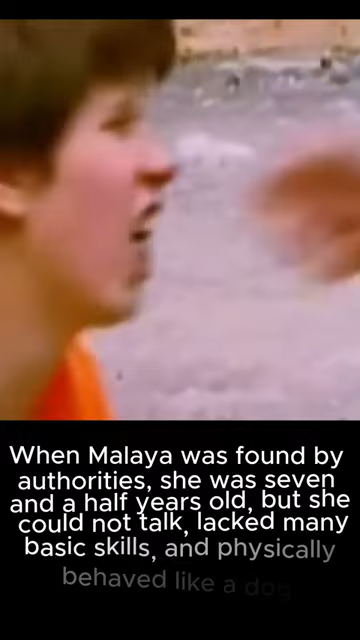 When Malaya was found by
authorities, she was seven
and a half years old, but she
could not talk, lacked many
basic skills, and physically
behaved like a dog